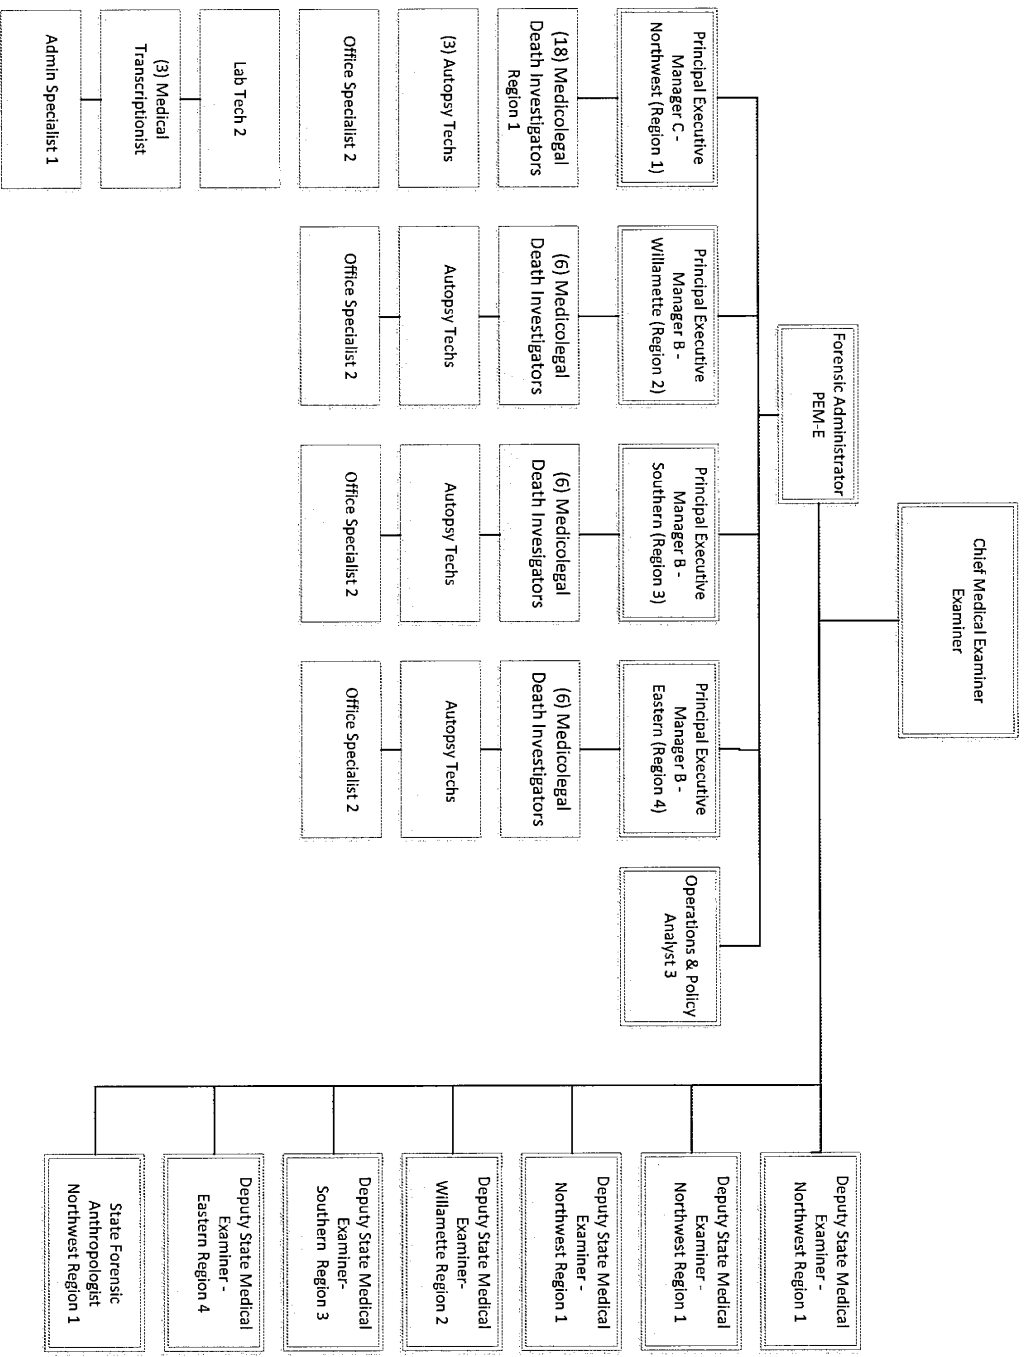 Chief Medical Examiner
Examiner
Forensic Administrator
PEM-E
Principal Executive
Manager C -
Northwest (Region 1)
(18) Medicolegal
Death Investigators
Region 1
(3) Autopsy Techs
Office Specialist 2
Lab Tech 2
(3) Medical
Transcriptionist
Admin Specialist 1
Principal Executive
Manager B -
Willamette (Region 2)
(6) Medicolegal
Death Investigators
Autopsy Techs
Office Specialist 2
Principal Executive
Manager B -
Southern (Region 3)
(6) Medicolegal
Death Invesigators
Autopsy Techs
Office Specialist 2
Principal Executive
Manager B -
Eastern (Region 4)
(6) Medicolegal
Death Investigators
Autopsy Techs
Office Specialist 2
Operations & Policy
Analyst 3
Deputy State Medical
Examiner -
Northwest Region 1
Deputy State Medical
Examiner -
Northwest Region 1
Deputy State Medical
Examiner -
Northwest Region 1
Deputy State Medical
Examiner-
Willamette Region 2
Deputy State Medical
Examiner-
Southern Region 3
Deputy State Medical
Examiner -
Eastern Region 4
State Forensic
Anthropologist
Northwest Region 1